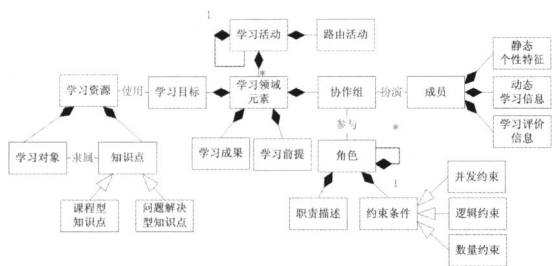 1
学习活动
路由活动
*
静态
个性特征
学习资源
使用
学习目标
学习领域
元素
协作组
扮演
成员
动态
学习信息
学习评价
信息
参与
*
学习对象
隶属
知识点
学习成果
学习前提
角色
1
并发约束
课程型
知识点
问题解决
型知识点
职责描述
约束条件
逻辑约束
数量约束